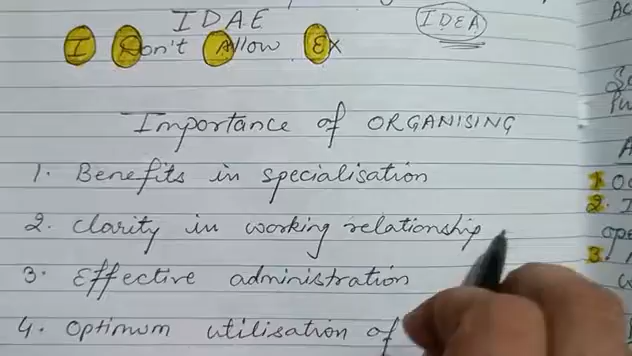 I D A E
IDEA
I Don't Allow Ex
Importance of ORGANISING
1. Benefits in specialisation
2. Clarity in working relationship
3. Effective administration
4. Optimum utilisation of